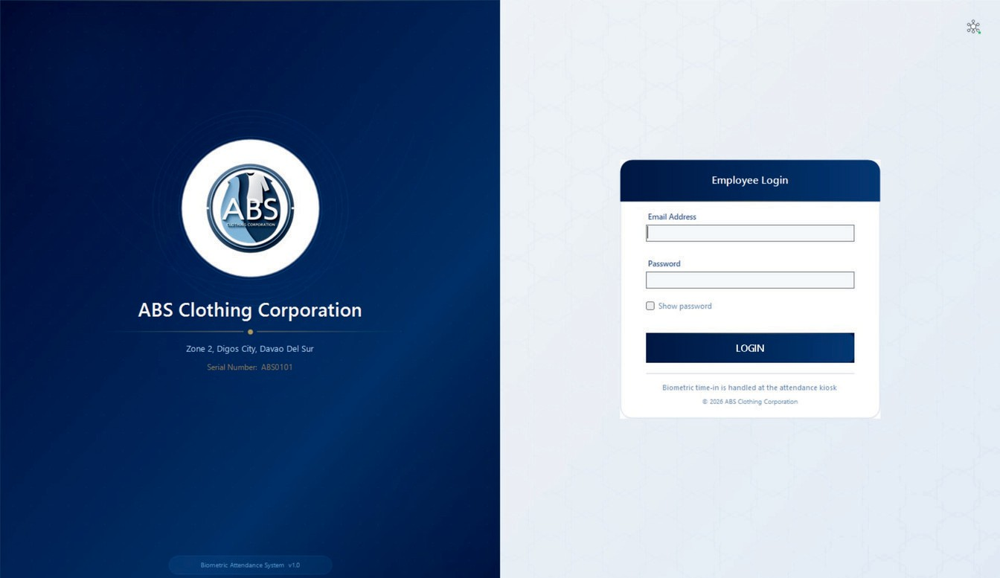 ABS
CLOTHING CORPORATION
ABS Clothing Corporation
Zone 2, Digos City, Davao Del Sur
Serial Number: ABS0101
Biometric Attendance System v1.0
Employee Login
Email Address
Password
Show password
LOGIN
Biometric time-in is handled at the attendance kiosk
© 2026 ABS Clothing Corporation